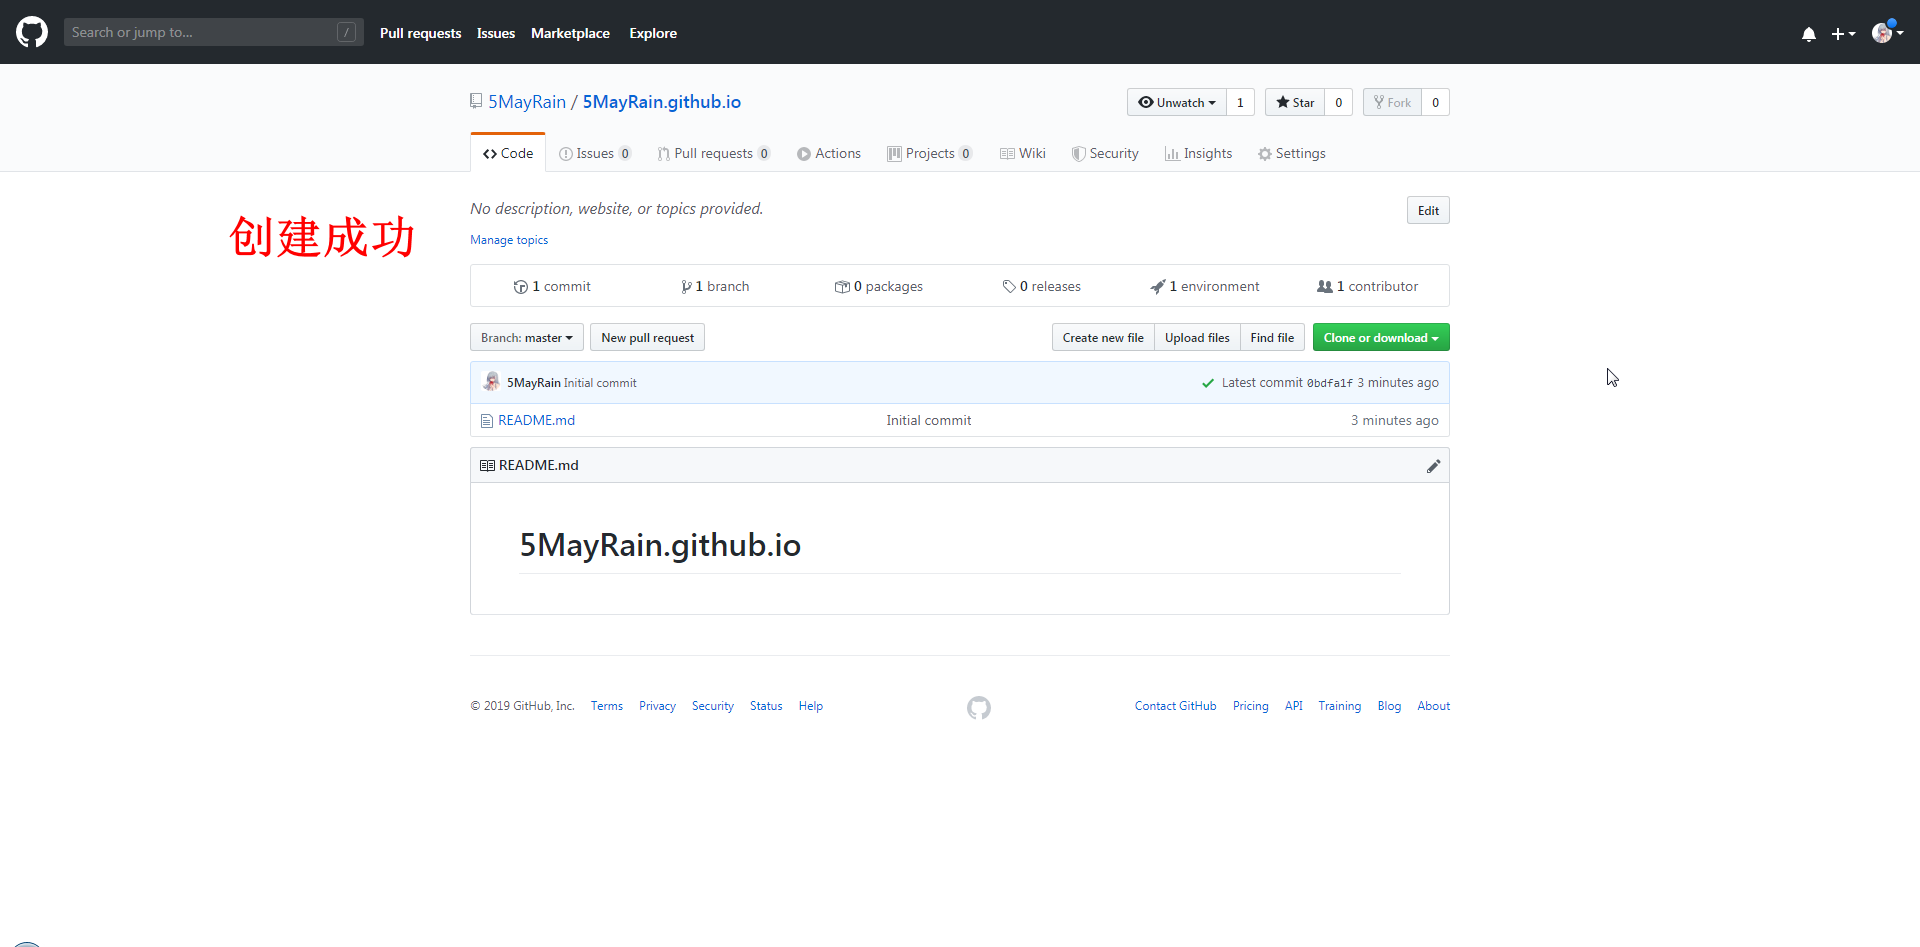 Search or jump to... /
Pull requests Issues Marketplace Explore
5MayRain / 5MayRain.github.io
Unwatch 1 Star 0 Fork 0
Code Issues 0 Pull requests 0 Actions Projects 0 Wiki Security Insights Settings
创建成功
No description, website, or topics provided.
Edit
Manage topics
1 commit 1 branch 0 packages 0 releases 1 environment 1 contributor
Branch: master New pull request Create new file Upload files Find file Clone or download
5MayRain Initial commit Latest commit 0bdfa1f 3 minutes ago
README.md Initial commit 3 minutes ago
README.md
5MayRain.github.io
© 2019 GitHub, Inc. Terms Privacy Security Status Help Contact GitHub Pricing API Training Blog About